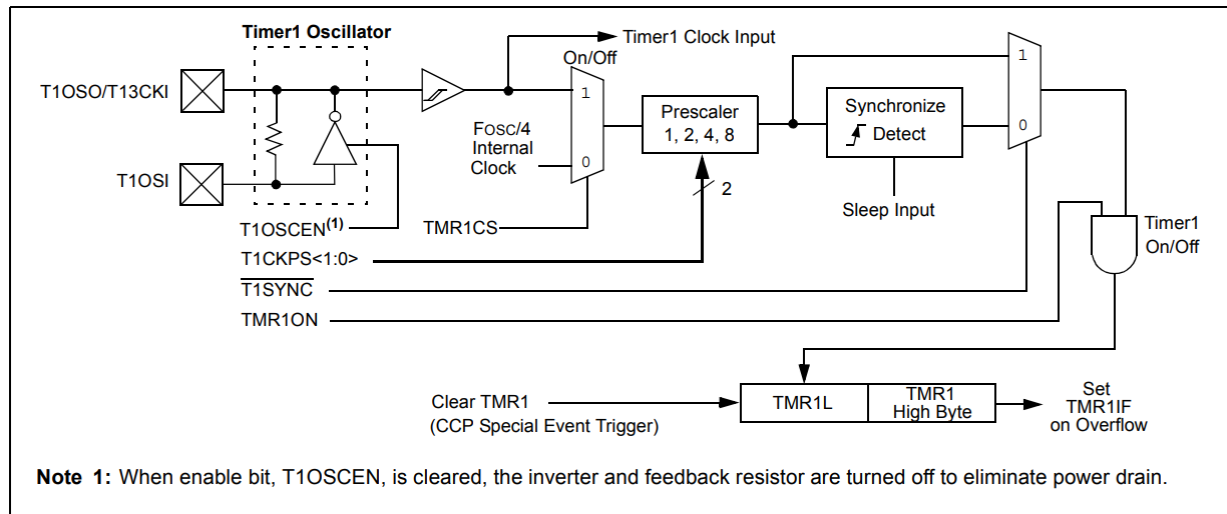 Timer1 Oscillator
Timer1 Clock Input
On/Off
T1OSO/T13CKI
1
1
Prescaler
1, 2, 4, 8
Synchronize
Detect
FOSC/4
Internal
Clock
0
0
T1OSI
2
Sleep Input
T1OSCEN(1)
TMR1CS
Timer1
On/Off
T1CKPS<1:0>
T1SYNC
TMR1ON
Clear TMR1
(CCP Special Event Trigger)
TMR1L
TMR1
High Byte
Set
TMR1IF
on Overflow
Note 1: When enable bit, T1OSCEN, is cleared, the inverter and feedback resistor are turned off to eliminate power drain.